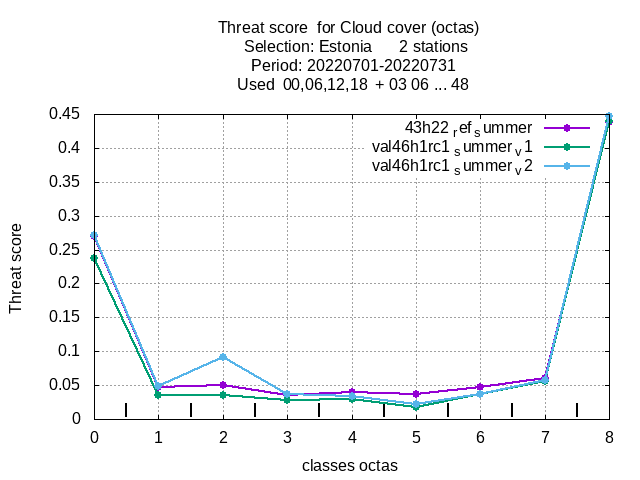 Threat score for Cloud cover (octas)
Selection: Estonia 2 stations
Period: 20220701-20220731
Used 00,06,12,18 + 03 06 ... 48
43h22 ref summer
val46h1rc1 summer v1
val46h1rc1 summer v2
0.45
0.4
0.35
0.3
0.25
0.2
0.15
0.1
0.05
0
Threat score
0 1 2 3 4 5 6 7 8
classes octas